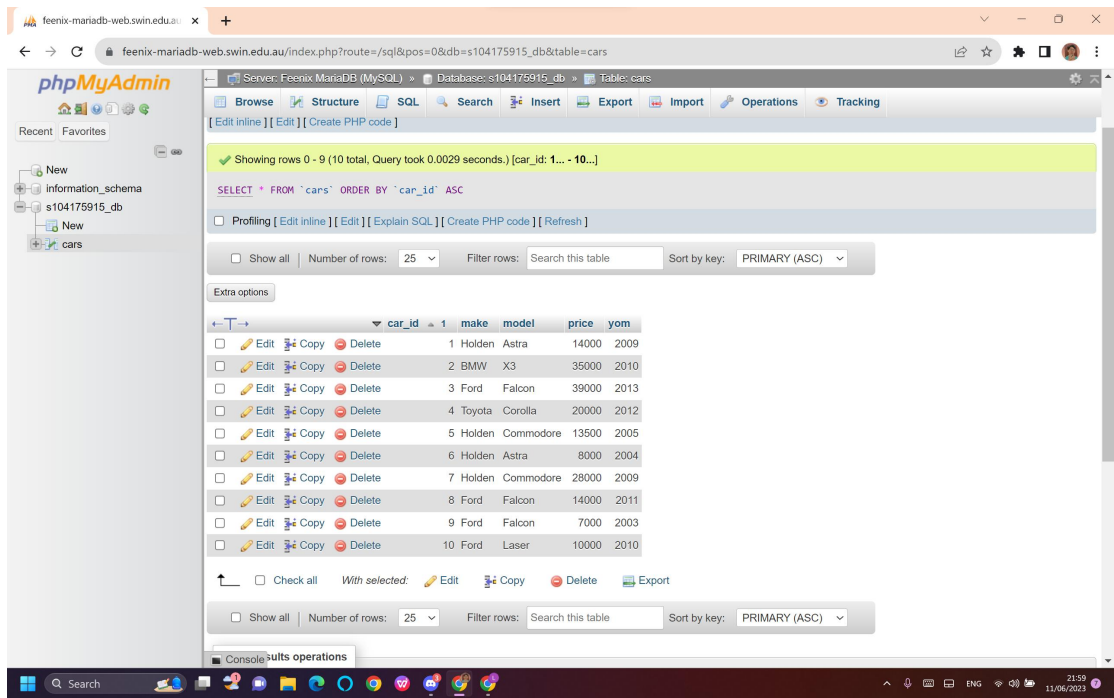 feenix-mariadb-web.swin.edu.au
feenix-mariadb-web.swin.edu.au/index.php?route=/sql&pos=0&db=s104175915_db&table=cars
phpMyAdmin
Recent Favorites
New
information_schema
s104175915_db
New
cars
Server: Feenix MariaDB (MySQL) » Database: s104175915_db » Table: cars
Browse Structure SQL Search Insert Export Import Operations Tracking
[ Edit inline ] [ Edit ] [ Create PHP code ]
Showing rows 0 - 9 (10 total, Query took 0.0029 seconds.) [car_id: 1... - 10...]
SELECT * FROM `cars` ORDER BY `car_id` ASC
Profiling [ Edit inline ] [ Edit ] [ Explain SQL ] [ Create PHP code ] [ Refresh ]
Show all | Number of rows: 25 Filter rows: Search this table Sort by key: PRIMARY (ASC)
Extra options
car_id 1 make model price yom
Edit Copy Delete 1 Holden Astra 14000 2009
Edit Copy Delete 2 BMW X3 35000 2010
Edit Copy Delete 3 Ford Falcon 39000 2013
Edit Copy Delete 4 Toyota Corolla 20000 2012
Edit Copy Delete 5 Holden Commodore 13500 2005
Edit Copy Delete 6 Holden Astra 8000 2004
Edit Copy Delete 7 Holden Commodore 28000 2009
Edit Copy Delete 8 Ford Falcon 14000 2011
Edit Copy Delete 9 Ford Falcon 7000 2003
Edit Copy Delete 10 Ford Laser 10000 2010
Check all With selected: Edit Copy Delete Export
Show all | Number of rows: 25 Filter rows: Search this table Sort by key: PRIMARY (ASC)
Console sults operations
Search
ENG
21:59
11/06/2023